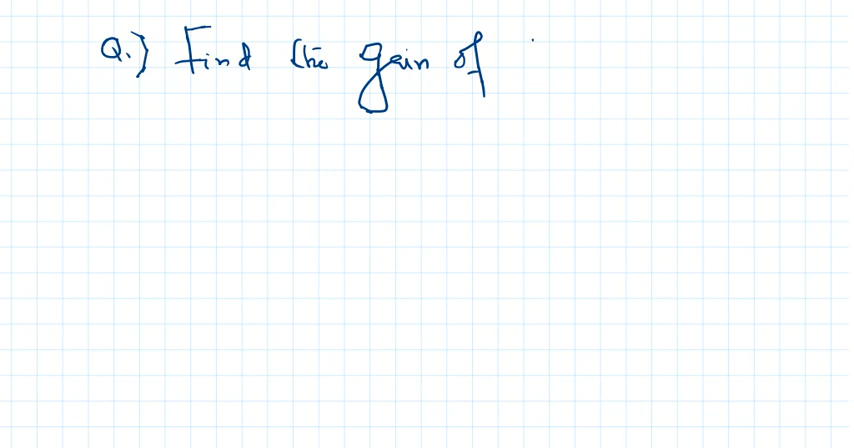 Q.) Find the gain of